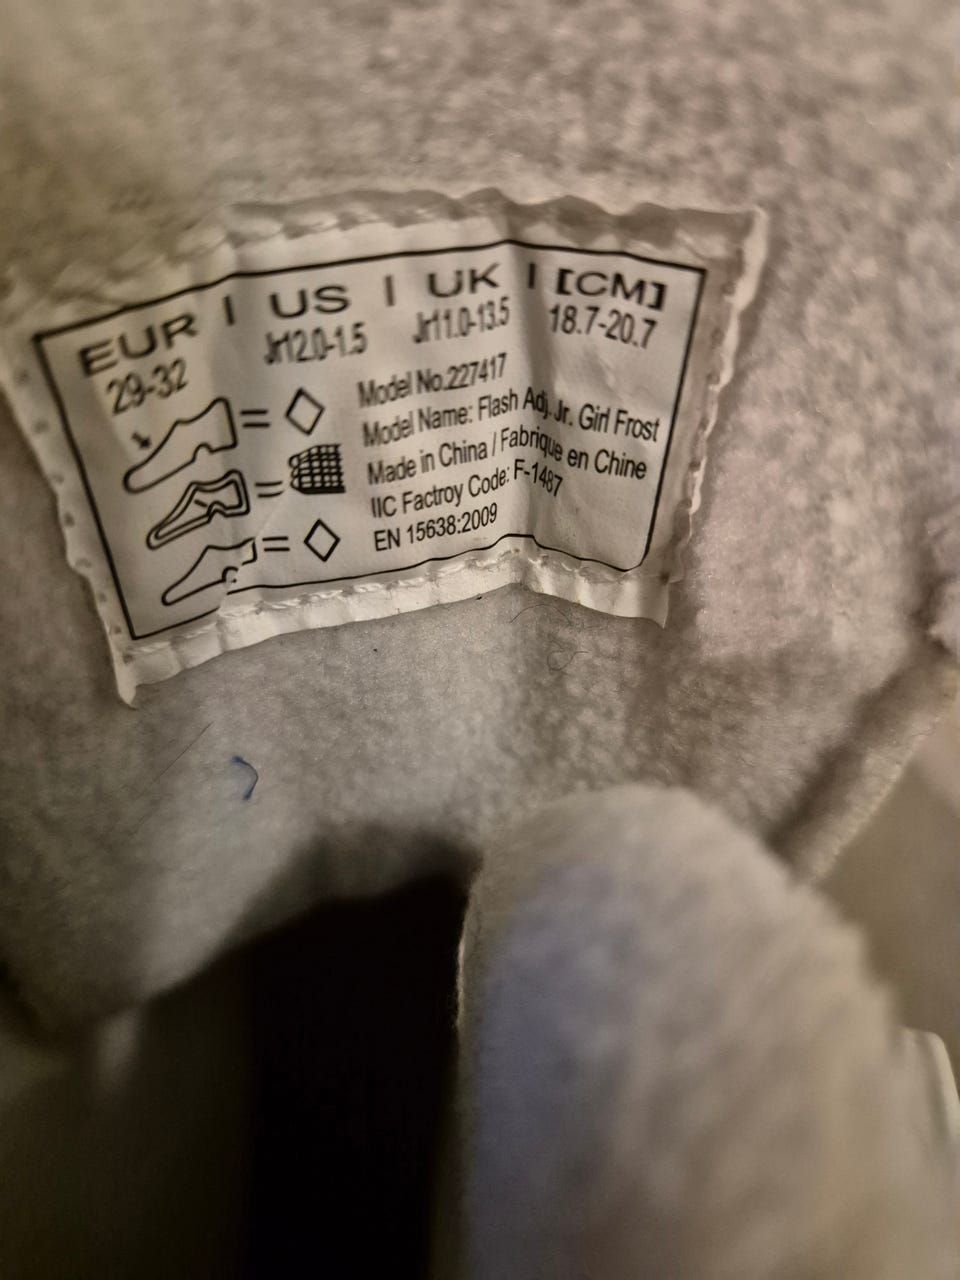 EUR | US | UK | [CM]
29-32 Jr12.0-1.5 Jr11.0-13.5 18.7-20.7
Model No.227417
Model Name: Flash Adj. Jr. Girl Frost
Made in China / Fabrique en Chine
IIC Factroy Code: F-1487
EN 15638:2009